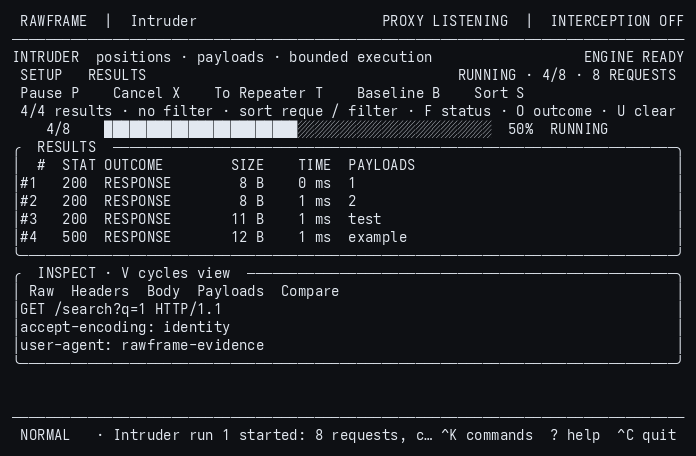 RAWFRAME | Intruder PROXY LISTENING | INTERCEPTION OFF
INTRUDER positions · payloads · bounded execution ENGINE READY
SETUP RESULTS RUNNING · 4/8 · 8 REQUESTS
Pause P Cancel X To Repeater T Baseline B Sort S
4/4 results · no filter · sort reque / filter · F status · O outcome · U clear
4/8 50% RUNNING
RESULTS
# STAT OUTCOME SIZE TIME PAYLOADS
#1 200 RESPONSE 8 B 0 ms 1
#2 200 RESPONSE 8 B 1 ms 2
#3 200 RESPONSE 11 B 1 ms test
#4 500 RESPONSE 12 B 1 ms example
INSPECT · V cycles view
Raw Headers Body Payloads Compare
GET /search?q=1 HTTP/1.1
accept-encoding: identity
user-agent: rawframe-evidence
NORMAL · Intruder run 1 started: 8 requests, c… ^K commands ? help ^C quit